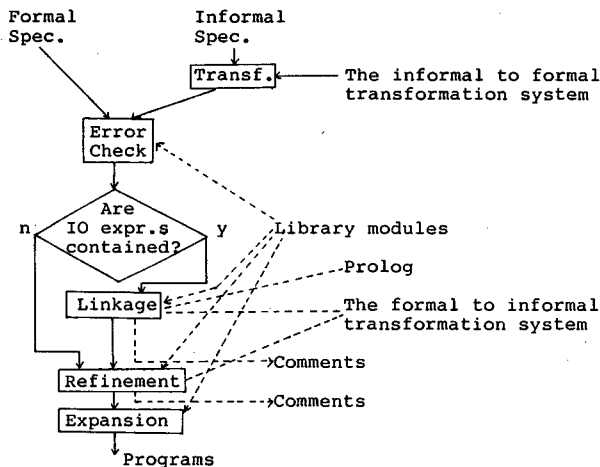 Formal
Spec.
Informal
Spec.
Transf.
The informal to formal
transformation system
Error
Check
Are
IO expr.s
contained?
n
y
Library modules
Prolog
Linkage
The formal to informal
transformation system
Comments
Refinement
Comments
Expansion
Programs